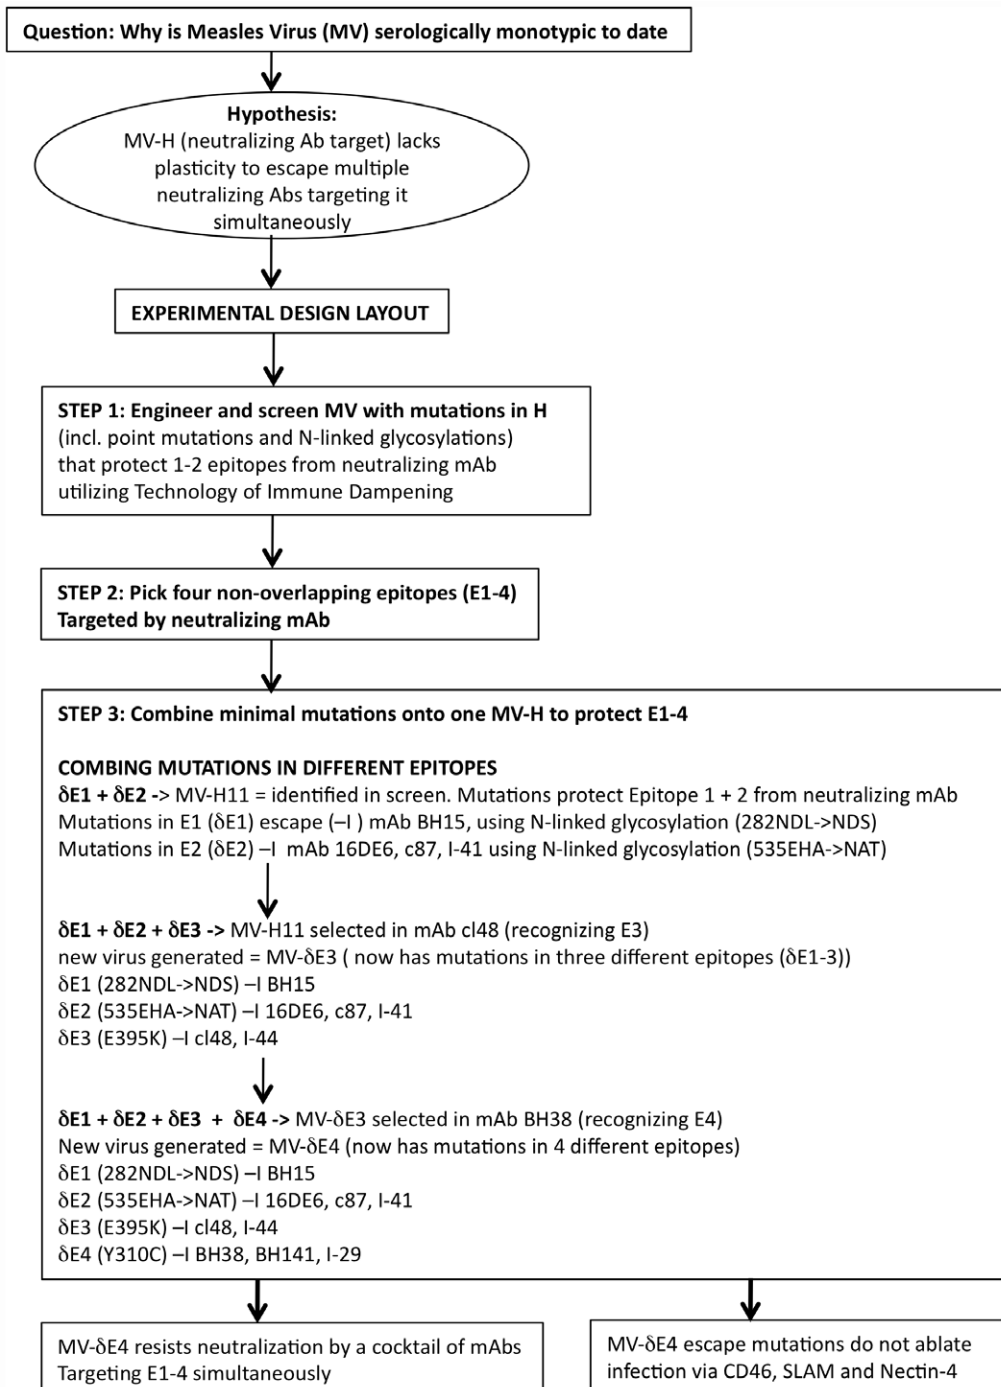 Question: Why is Measles Virus (MV) serologically monotypic to date
Hypothesis:
MV-H (neutralizing Ab target) lacks
plasticity to escape multiple
neutralizing Abs targeting it
simultaneously
EXPERIMENTAL DESIGN LAYOUT
STEP 1: Engineer and screen MV with mutations in H
(incl. point mutations and N-linked glycosylations)
that protect 1-2 epitopes from neutralizing mAb
utilizing Technology of Immune Dampening
STEP 2: Pick four non-overlapping epitopes (E1-4)
Targeted by neutralizing mAb
STEP 3: Combine minimal mutations onto one MV-H to protect E1-4
COMBING MUTATIONS IN DIFFERENT EPITOPES
δE1 + δE2 -> MV-H11 = identified in screen. Mutations protect Epitope 1 + 2 from neutralizing mAb
Mutations in E1 (δE1) escape (–I ) mAb BH15, using N-linked glycosylation (282NDL->NDS)
Mutations in E2 (δE2) –I  mAb 16DE6, c87, I-41 using N-linked glycosylation (535EHA->NAT)
δE1 + δE2 + δE3 -> MV-H11 selected in mAb cl48 (recognizing E3)
new virus generated = MV-δE3 ( now has mutations in three different epitopes (δE1-3))
δE1 (282NDL->NDS) –I BH15
δE2 (535EHA->NAT) –I 16DE6, c87, I-41
δE3 (E395K) –I cl48, I-44
δE1 + δE2 + δE3  +  δE4 -> MV-δE3 selected in mAb BH38 (recognizing E4)
New virus generated = MV-δE4 (now has mutations in 4 different epitopes)
δE1 (282NDL->NDS) –I BH15
δE2 (535EHA->NAT) –I 16DE6, c87, I-41
δE3 (E395K) –I cl48, I-44
δE4 (Y310C) –I BH38, BH141, I-29
MV-δE4 resists neutralization by a cocktail of mAbs
Targeting E1-4 simultaneously
MV-δE4 escape mutations do not ablate
infection via CD46, SLAM and Nectin-4